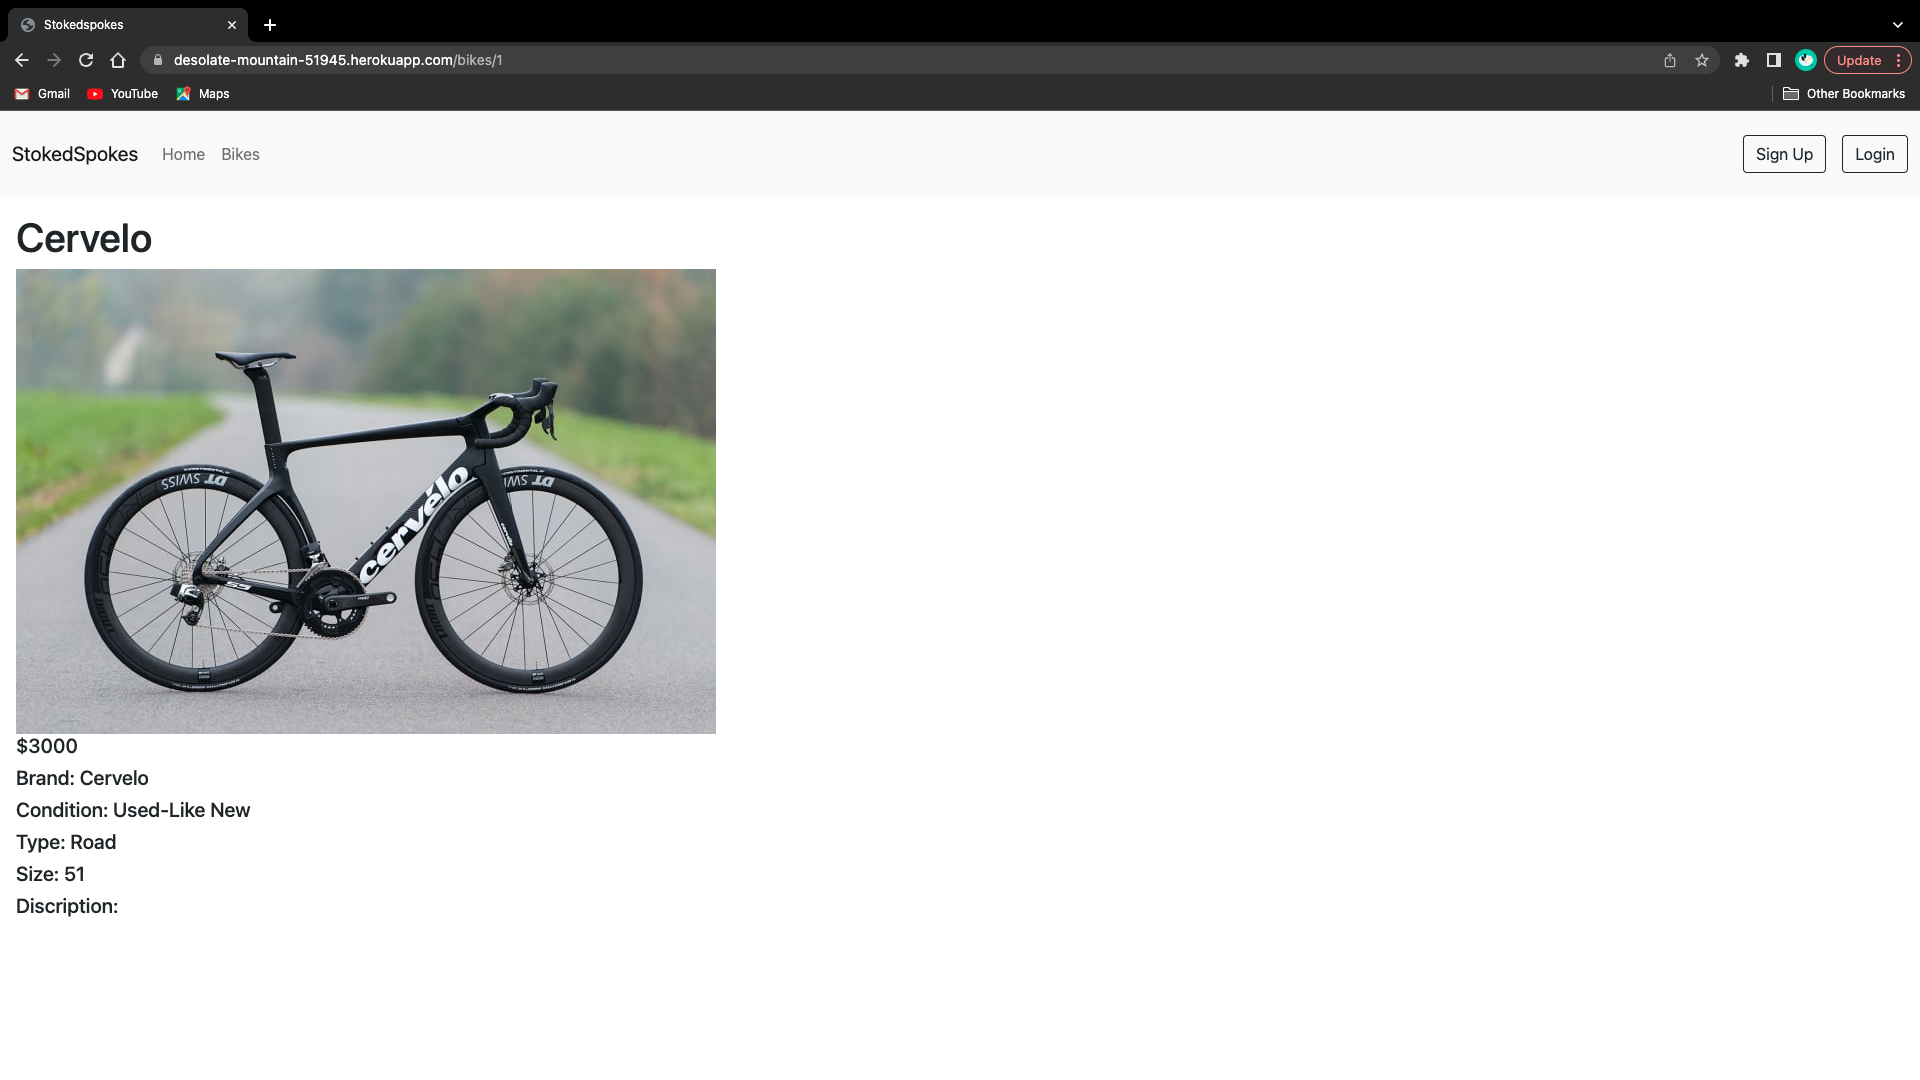 Stokedspokes
desolate-mountain-51945.herokuapp.com/bikes/1
Update
Gmail
YouTube
Maps
Other Bookmarks
StokedSpokes
Home
Bikes
Sign Up
Login
Cervelo
DT SWISS
DT
cervélo
S5
$3000
Brand: Cervelo
Condition: Used-Like New
Type: Road
Size: 51
Discription: